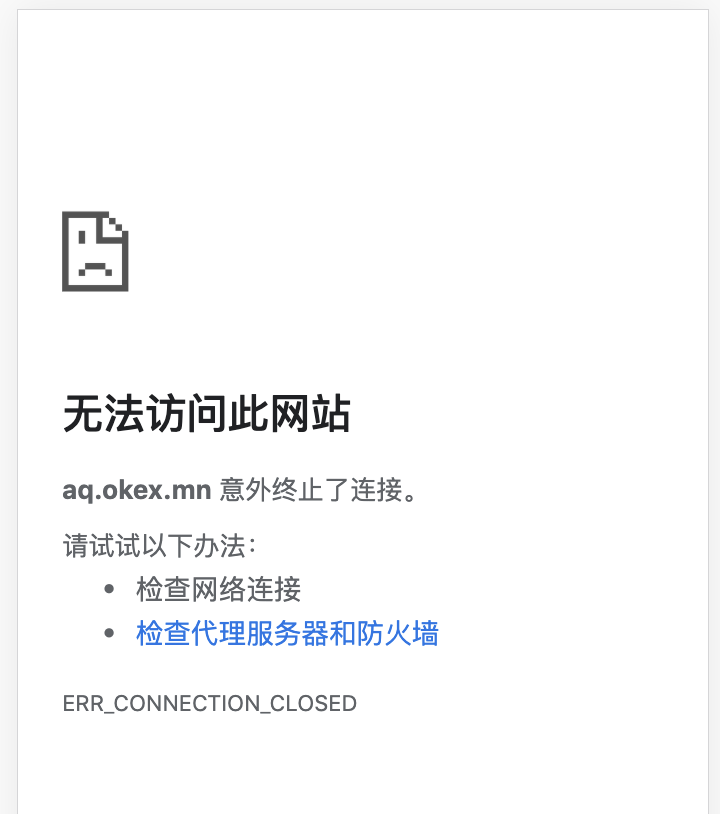 无法访问此网站
aq.okex.mn 意外终止了连接。
请试试以下办法：
• 检查网络连接
• 检查代理服务器和防火墙
ERR_CONNECTION_CLOSED